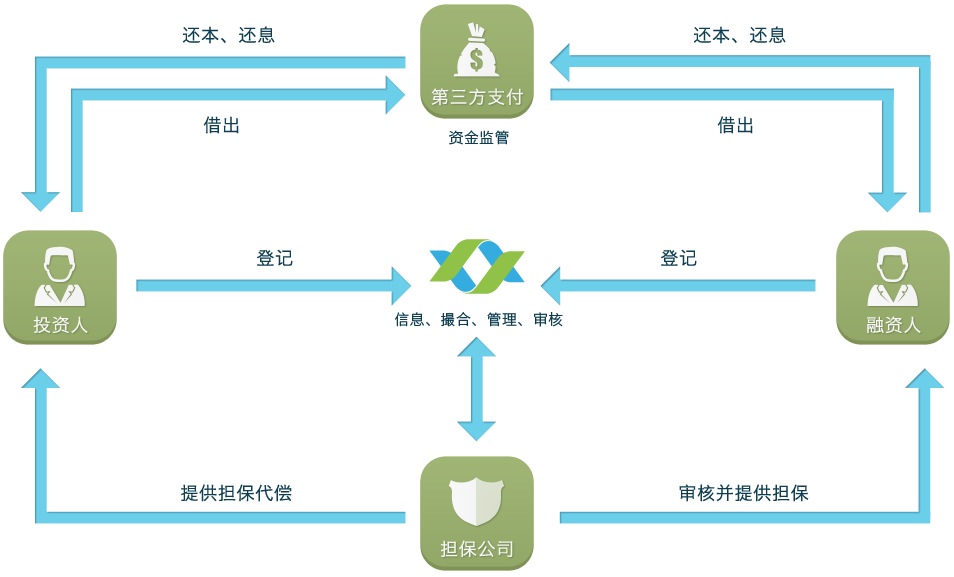 还本、还息
还本、还息
第三方支付
借出
借出
资金监管
登记
登记
投资人
信息、撮合、管理、审核
融资人
提供担保代偿
审核并提供担保
担保公司